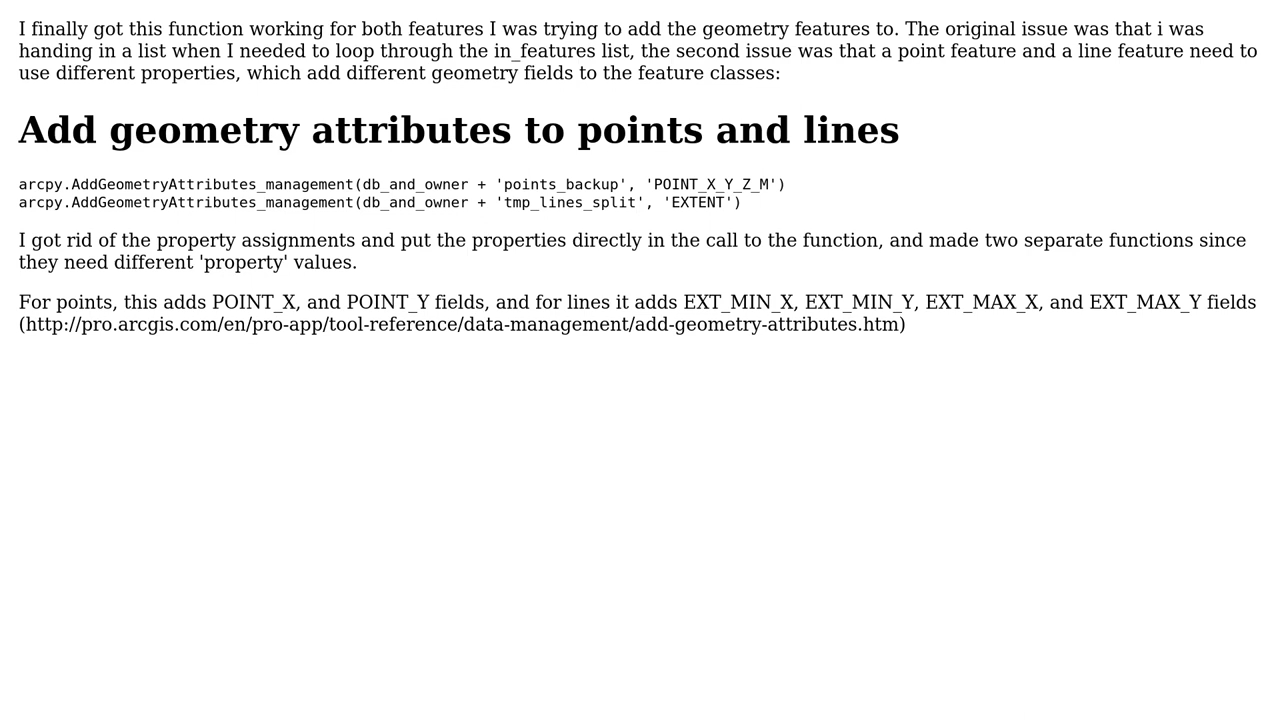 I finally got this function working for both features I was trying to add the geometry features to. The original issue was that i was
handing in a list when I needed to loop through the in_features list, the second issue was that a point feature and a line feature need to
use different properties, which add different geometry fields to the feature classes:
Add geometry attributes to points and lines
arcpy.AddGeometryAttributes_management(db_and_owner + 'points_backup', 'POINT_X_Y_Z_M')
arcpy.AddGeometryAttributes_management(db_and_owner + 'tmp_lines_split', 'EXTENT')
I got rid of the property assignments and put the properties directly in the call to the function, and made two separate functions since
they need different 'property' values.
For points, this adds POINT_X, and POINT_Y fields, and for lines it adds EXT_MIN_X, EXT_MIN_Y, EXT_MAX_X, and EXT_MAX_Y fields
(http://pro.arcgis.com/en/pro-app/tool-reference/data-management/add-geometry-attributes.htm)